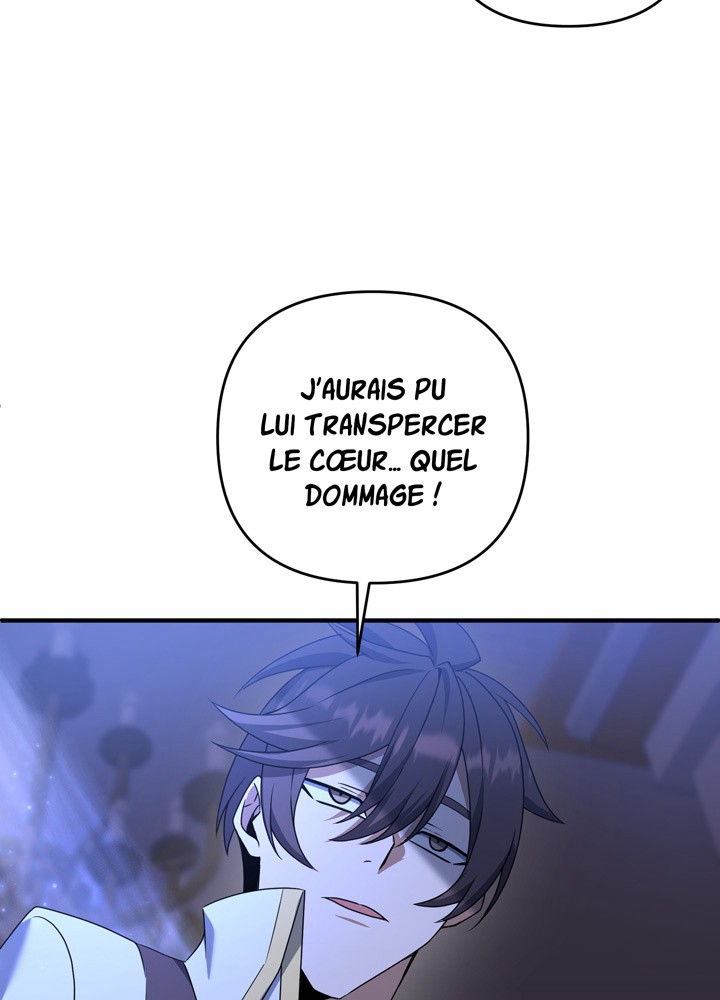 J'AURAIS PU
LUI TRANSPERCER
LE CŒUR... QUEL
DOMMAGE !